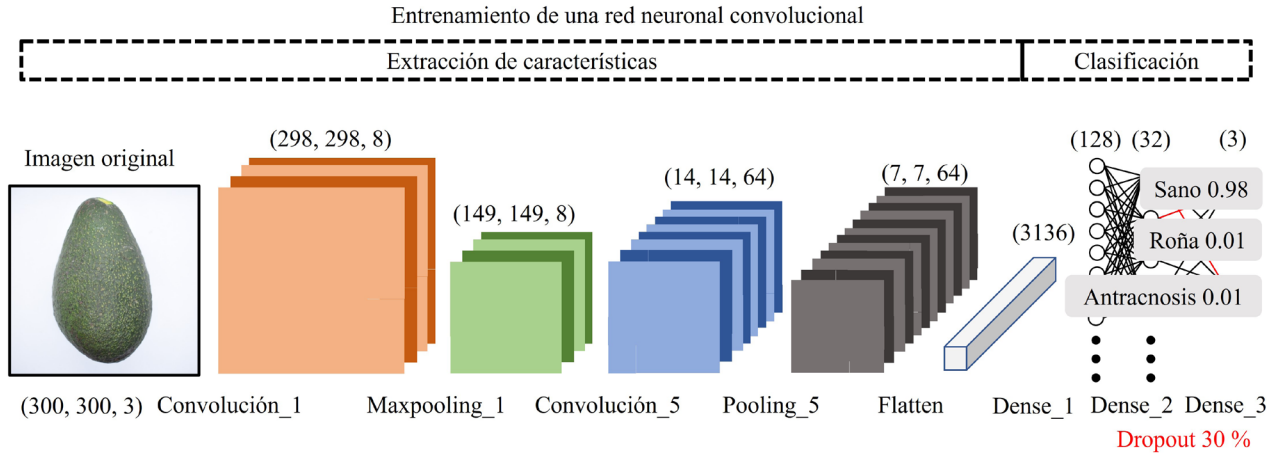 Entrenamiento de una red neuronal convolucional
Extracción de características
Clasificación
Imagen original
(298, 298, 8)
(149, 149, 8)
(14, 14, 64)
(7, 7, 64)
(3136)
(128) (32) (3)
Sano 0.98
Roña 0.01
Antracnosis 0.01
(300, 300, 3)
Convolución_1
Maxpooling_1
Convolución_5
Pooling_5
Flatten
Dense_1
Dense_2
Dense_3
Dropout 30 %